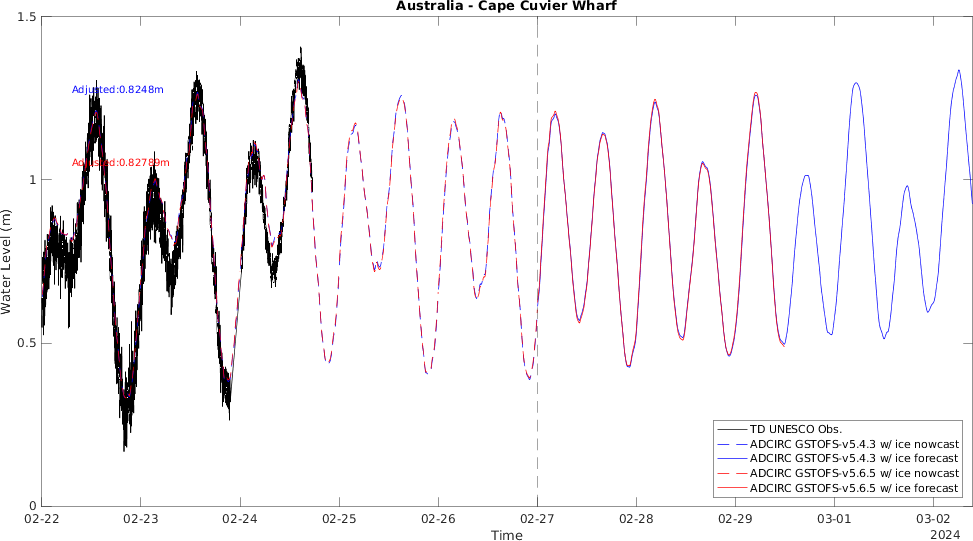 Australia - Cape Cuvier Wharf
1.5
Adjusted:0.8248m
Adjusted:0.82789m
1
Water Level (m)
0.5
TD UNESCO Obs.
ADCIRC GSTOFS-v5.4.3 w/ ice nowcast
ADCIRC GSTOFS-v5.4.3 w/ ice forecast
ADCIRC GSTOFS-v5.6.5 w/ ice nowcast
ADCIRC GSTOFS-v5.6.5 w/ ice forecast
0
02-22 02-23 02-24 02-25 02-26 02-27 02-28 02-29 03-01 03-02
Time 2024